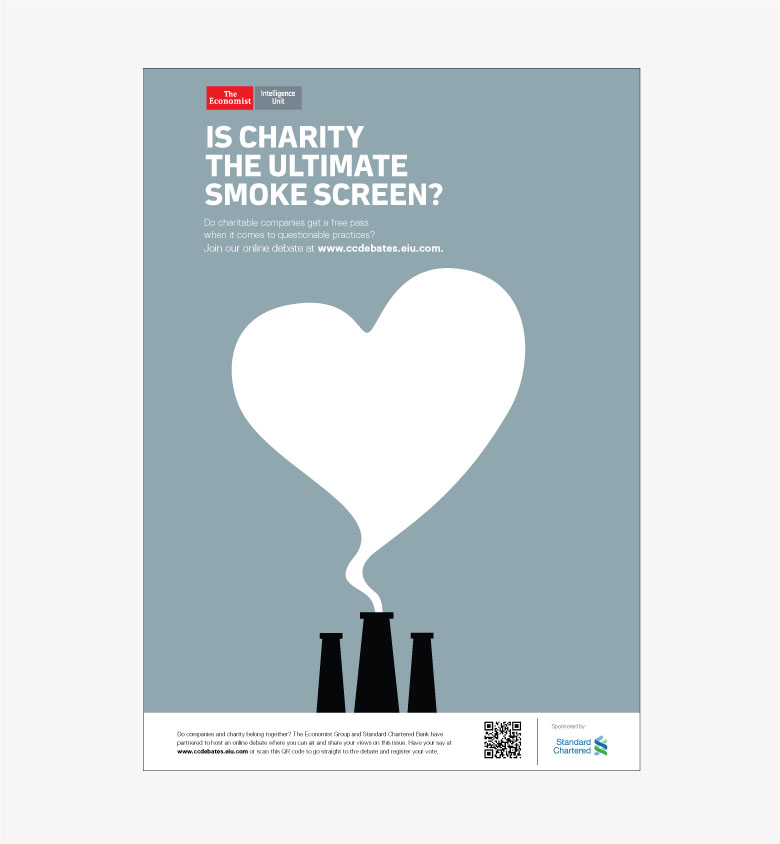 The
Economist
Intelligence
Unit
IS CHARITY
THE ULTIMATE
SMOKE SCREEN?
Do charitable companies get a free pass
when it comes to questionable practices?
Join our online debate at www.ccdebates.eiu.com.
Do companies and charity belong together? The Economist Group and Standard Chartered Bank have
partnered to host an online debate where you can air and share your views on this issue. Have your say at
www.ccdebates.eiu.com or scan this QR code to go straight to the debate and register your vote.
Sponsored by:
Standard
Chartered